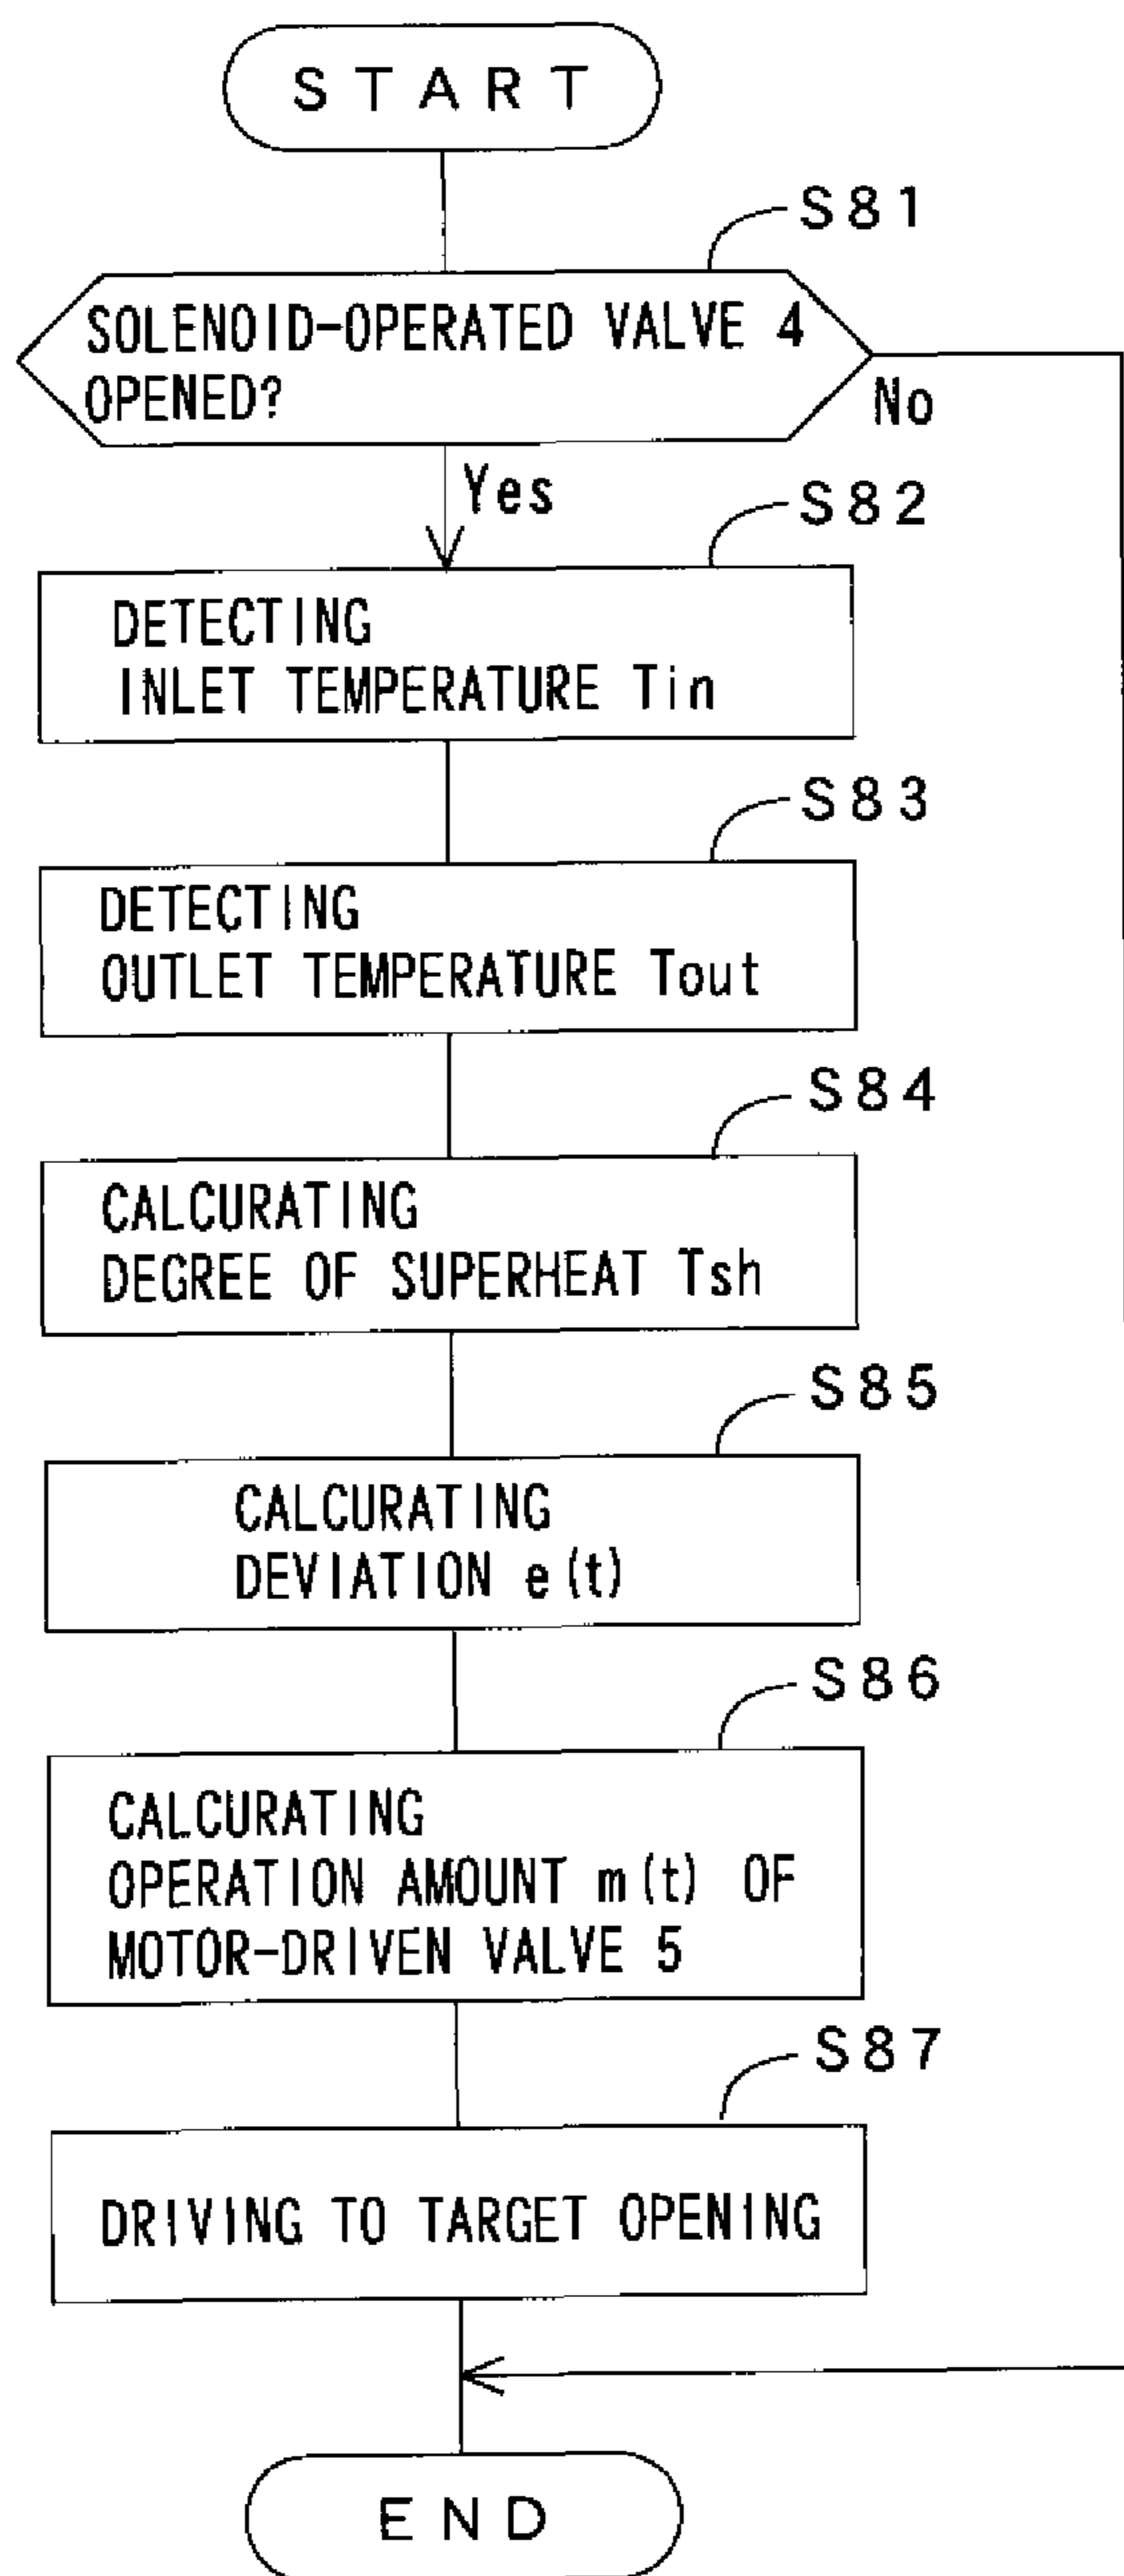 START
S81
SOLENOID-OPERATED VALVE 4
OPENED?
No
Yes
S82
DETECTING
INLET TEMPERATURE Tin
S83
DETECTING
OUTLET TEMPERATURE Tout
S84
CALCURATING
DEGREE OF SUPERHEAT Tsh
S85
CALCURATING
DEVIATION e(t)
S86
CALCURATING
OPERATION AMOUNT m(t) OF
MOTOR-DRIVEN VALVE 5
S87
DRIVING TO TARGET OPENING
END